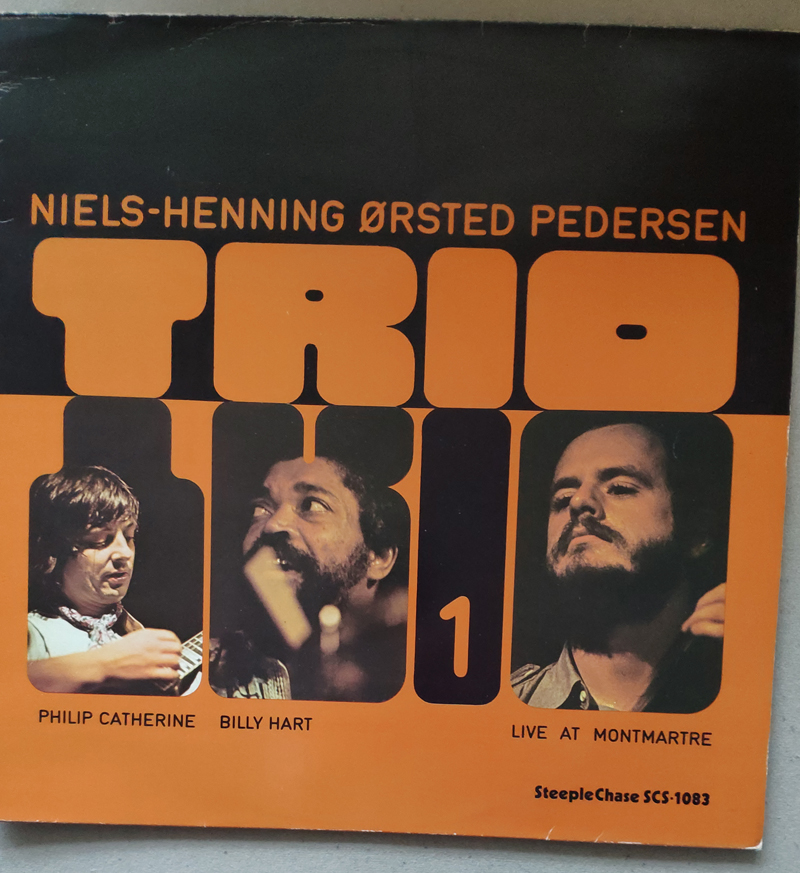 NIELS-HENNING ØRSTED PEDERSEN
TRIO
1
PHILIP CATHERINE BILLY HART
LIVE AT MONTMARTRE
SteepleChase SCS-1083